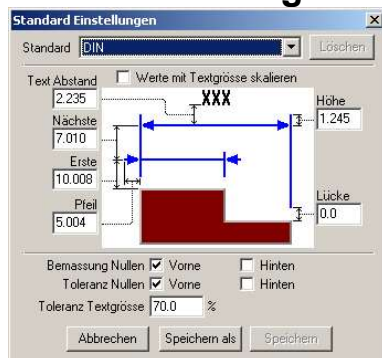 Standard Einstellungen
Standard DIN Löschen
Text Abstand Werte mit Textgrösse skalieren
2.235 XXX Höhe
Nächste 1.245
7.010
Erste
10.008
Pfeil Lücke
5.004 0.0
Bemassung Nullen Vorne Hinten
Toleranz Nullen Vorne Hinten
Toleranz Textgrösse 70.0 %
Abbrechen Speichern als Speichern